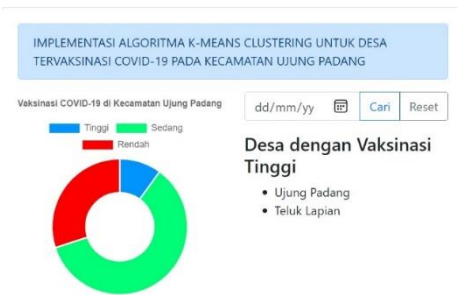 IMPLEMENTASI ALGORITMA K-MEANS CLUSTERING UNTUK DESA
TERVAKSINASI COVID-19 PADA KECAMATAN UJUNG PADANG
Vaksinasi COVID-19 di Kecamatan Ujung Padang
Tinggi Sedang
Rendah
dd/mm/yy Cari Reset
Desa dengan Vaksinasi
Tinggi
• Ujung Padang
• Teluk Lapian